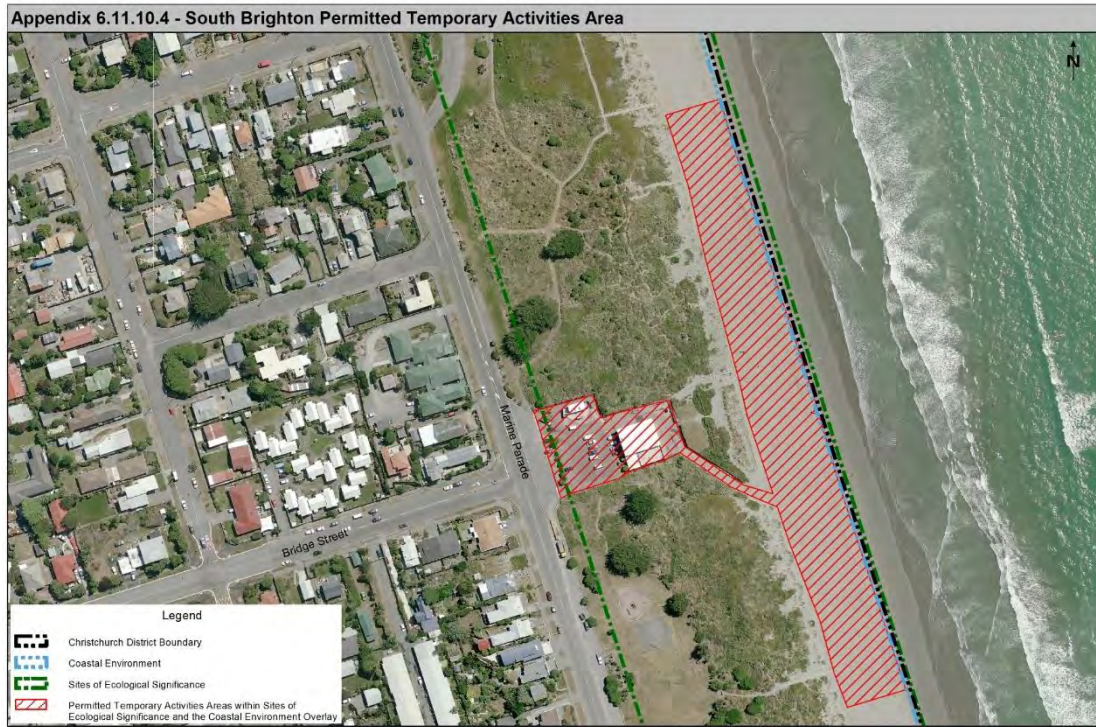 Appendix 6.11.10.4 - South Brighton Permitted Temporary Activities Area
N
Marine Parade
Bridge Street
Legend
Christchurch District Boundary
Coastal Environment
Sites of Ecological Significance
Permitted Temporary Activities Areas within Sites of
Ecological Significance and the Coastal Environment Overlay